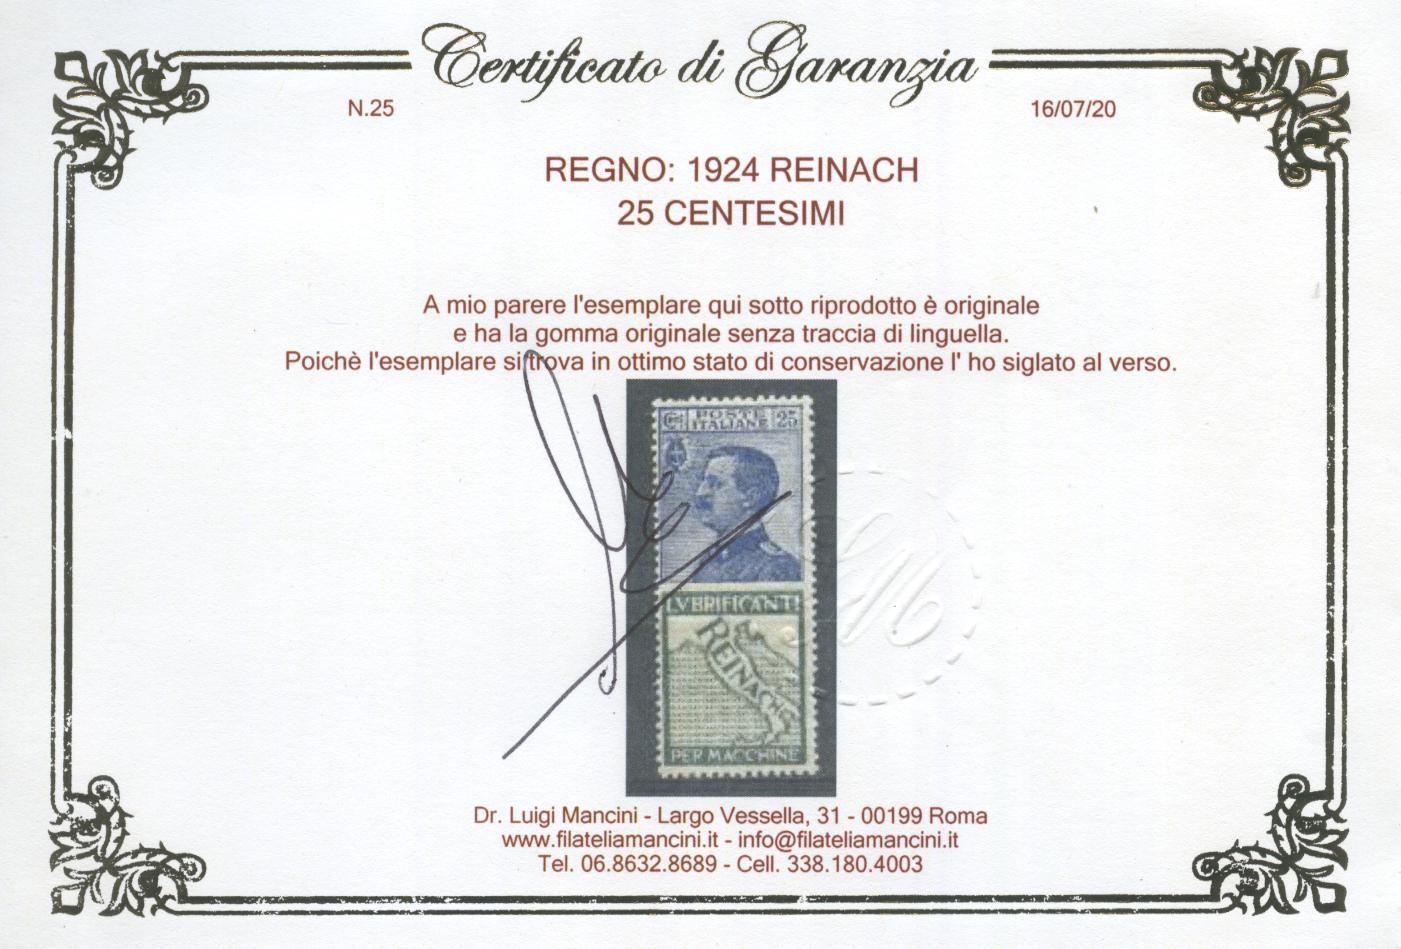 Certificato di Garanzia
N.25
16/07/20
REGNO: 1924 REINACH
25 CENTESIMI
A mio parere l'esemplare qui sotto riprodotto è originale
e ha la gomma originale senza traccia di linguella.
Poichè l'esemplare si trova in ottimo stato di conservazione l' ho siglato al verso.
POSTE
ITALIANE
25
LVBRIFICANTI
REINACH
PER MACCHINE
LM
Dr. Luigi Mancini - Largo Vessella, 31 - 00199 Roma
www.filateliamancini.it - info@filateliamancini.it
Tel. 06.8632.8689 - Cell. 338.180.4003